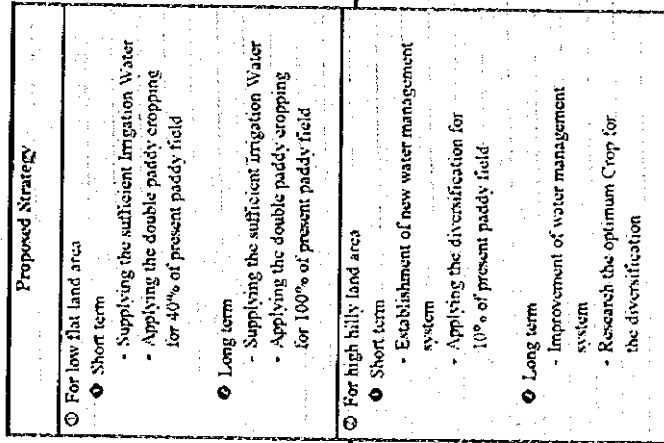 Proposed Strategy
① For low flat land area
❶ Short term
- Supplying the sufficient Irrigation Water
- Applying the double paddy cropping
for 40% of present paddy field
❷ Long term
- Supplying the sufficient Irrigation Water
- Applying the double paddy cropping
for 100% of present paddy field
② For high hilly land area
❶ Short term
- Establishment of new water management
system
- Applying the diversification for
10% of present paddy field
❷ Long term
- Improvement of water management
system
- Research the optimum Crop for
the diversification